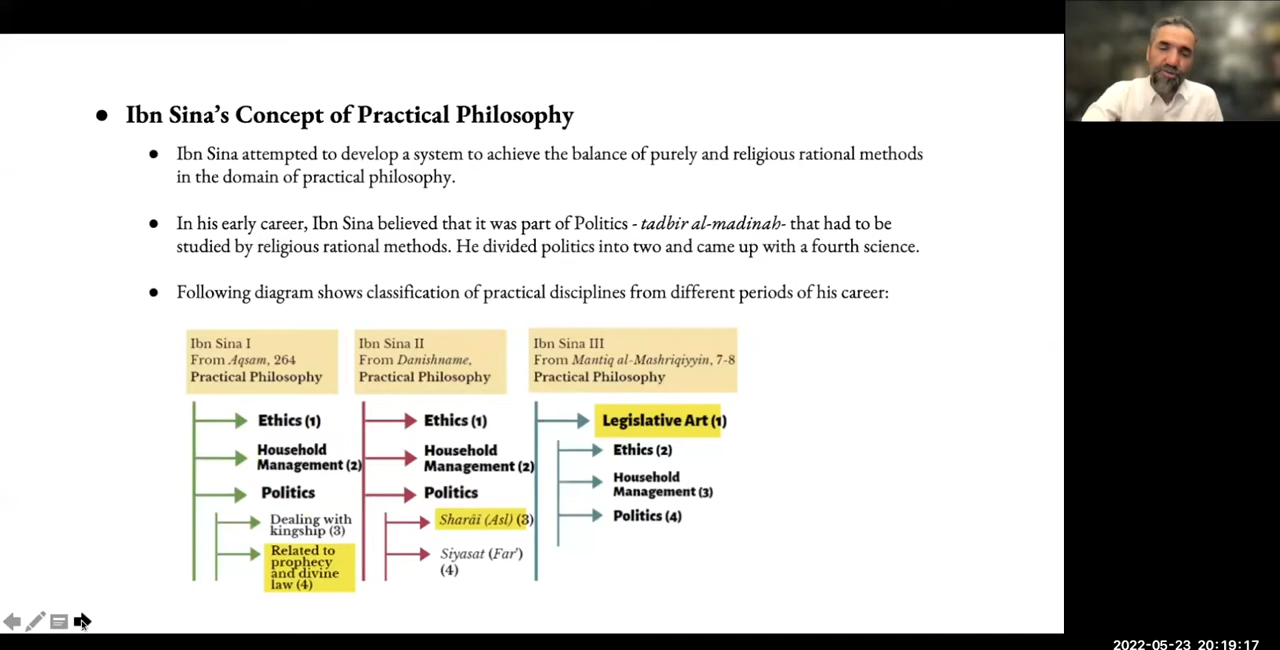 Ibn Sina’s Concept of Practical Philosophy
Ibn Sina attempted to develop a system to achieve the balance of purely and religious rational methods
in the domain of practical philosophy.
In his early career, Ibn Sina believed that it was part of Politics - tadbir al-madinah- that had to be
studied by religious rational methods. He divided politics into two and came up with a fourth science.
Following diagram shows classification of practical disciplines from different periods of his career:
Ibn Sina I
From Aqsam, 264
Practical Philosophy
Ethics (1)
Household
Management (2)
Politics
Dealing with
kingship (3)
Related to
prophecy
and divine
law (4)
Ibn Sina II
From Danishname,
Practical Philosophy
Ethics (1)
Household
Management (2)
Politics
Sharāī (Asl) (3)
Siyasat (Far')
(4)
Ibn Sina III
From Mantiq al-Mashriqiyyin, 7-8
Practical Philosophy
Legislative Art (1)
Ethics (2)
Household
Management (3)
Politics (4)
2022-05-23 20:19:17